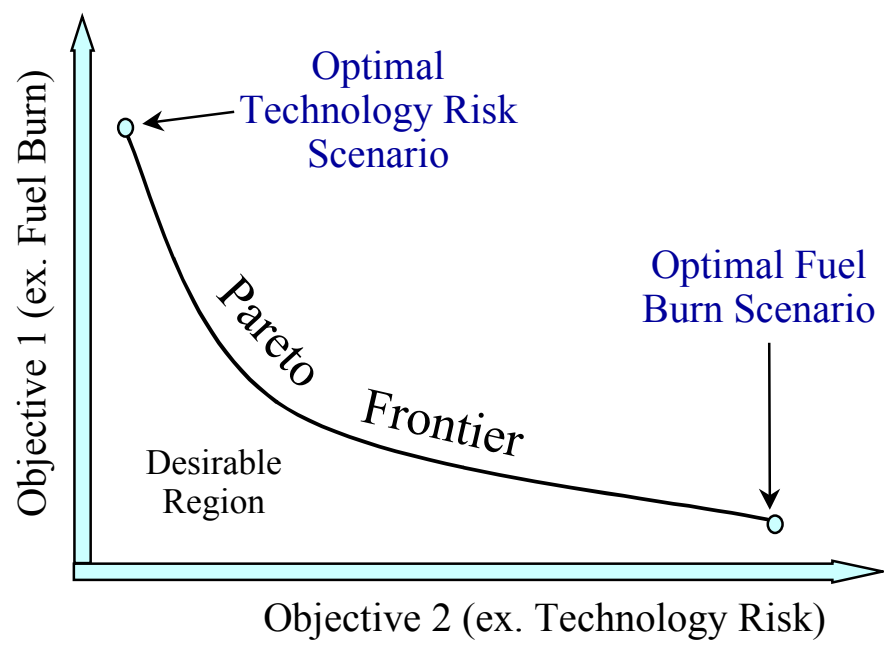 Optimal
Technology Risk
Scenario
Objective 1 (ex. Fuel Burn)
Optimal Fuel
Burn Scenario
Pareto
Frontier
Desirable
Region
Objective 2 (ex. Technology Risk)